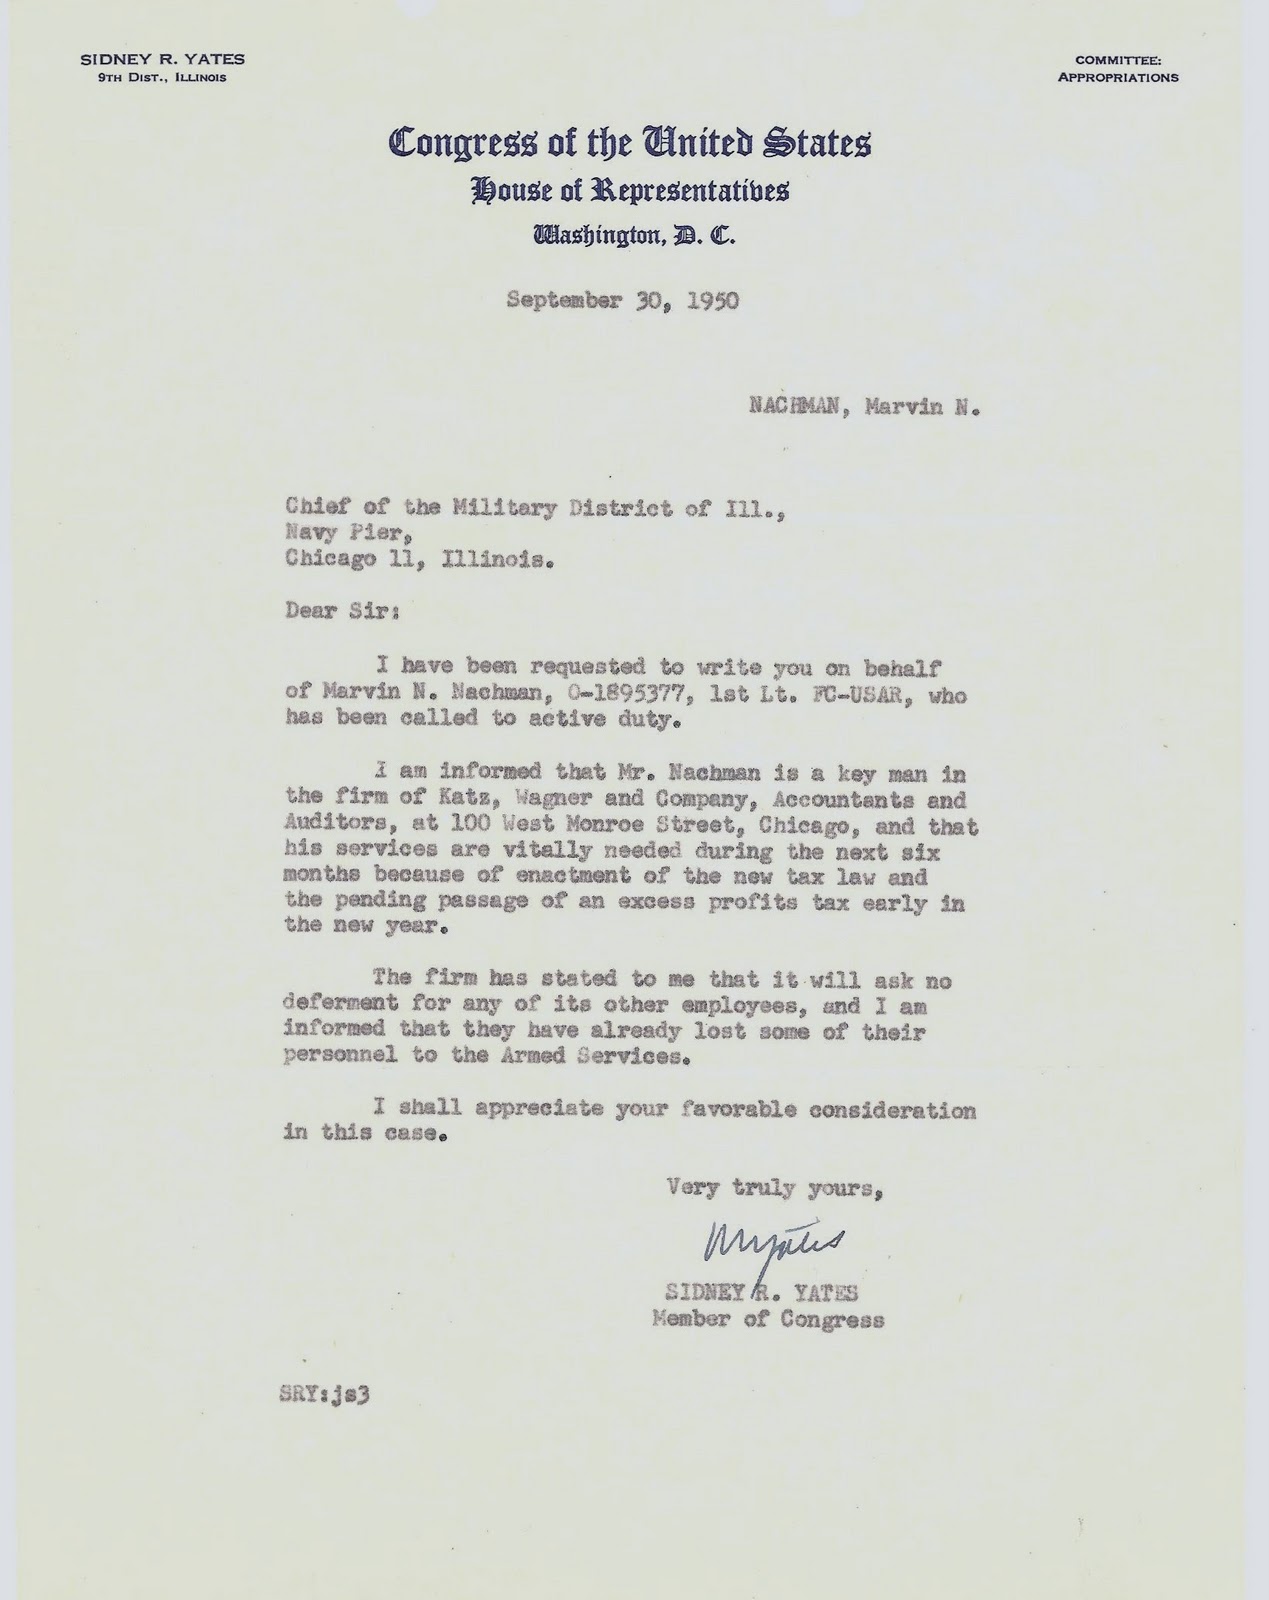 SIDNEY R. YATES
9TH DIST., ILLINOIS
COMMITTEE:
APPROPRIATIONS
Congress of the United States
House of Representatives
Washington, D. C.
September 30, 1950
NACHMAN, Marvin N.
Chief of the Military District of Ill.,
Navy Pier,
Chicago 11, Illinois.
Dear Sir:
I have been requested to write you on behalf
of Marvin N. Nachman, O-1895377, 1st Lt. FC-USAR, who
has been called to active duty.
I am informed that Mr. Nachman is a key man in
the firm of Katz, Wagner and Company, Accountants and
Auditors, at 100 West Monroe Street, Chicago, and that
his services are vitally needed during the next six
months because of enactment of the new tax law and
the pending passage of an excess profits tax early in
the new year.
The firm has stated to me that it will ask no
deferment for any of its other employees, and I am
informed that they have already lost some of their
personnel to the Armed Services.
I shall appreciate your favorable consideration
in this case.
Very truly yours,
SRYates
SIDNEY R. YATES
Member of Congress
SRY:js3